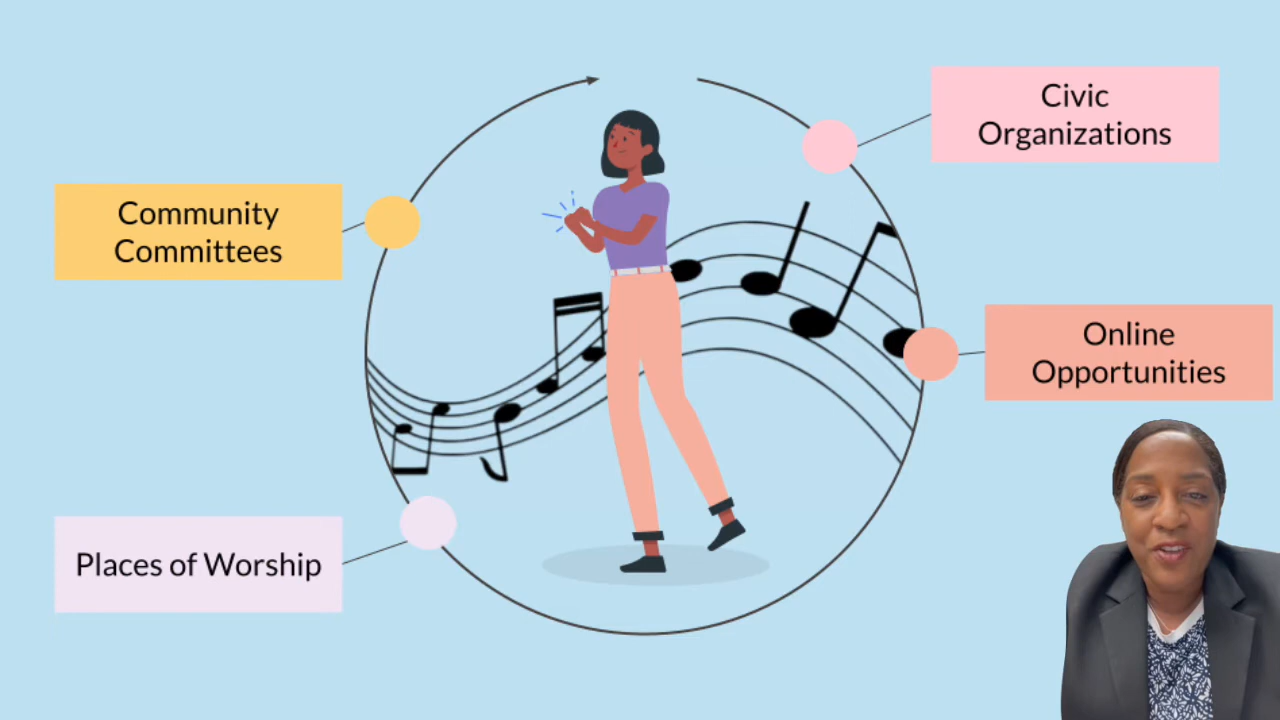 Civic
Organizations
Community
Committees
Online
Opportunities
Places of Worship